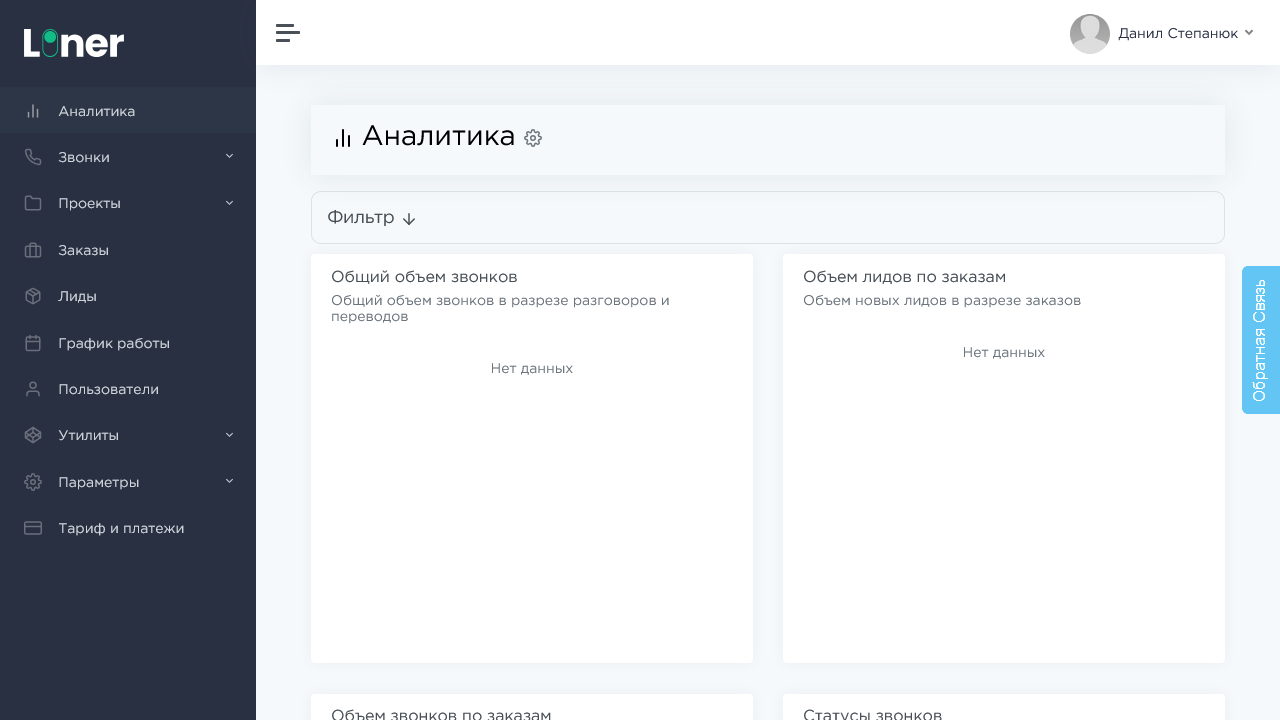 Liner
Данил Степанюк
Аналитика
Звонки
Проекты
Заказы
Лиды
График работы
Пользователи
Утилиты
Параметры
Тариф и платежи
Аналитика
Фильтр
Общий объем звонков
Общий объем звонков в разрезе разговоров и
переводов
Нет данных
Объем лидов по заказам
Объем новых лидов в разрезе заказов
Нет данных
Объем звонков по заказам
Статусы звонков
Обратная Связь